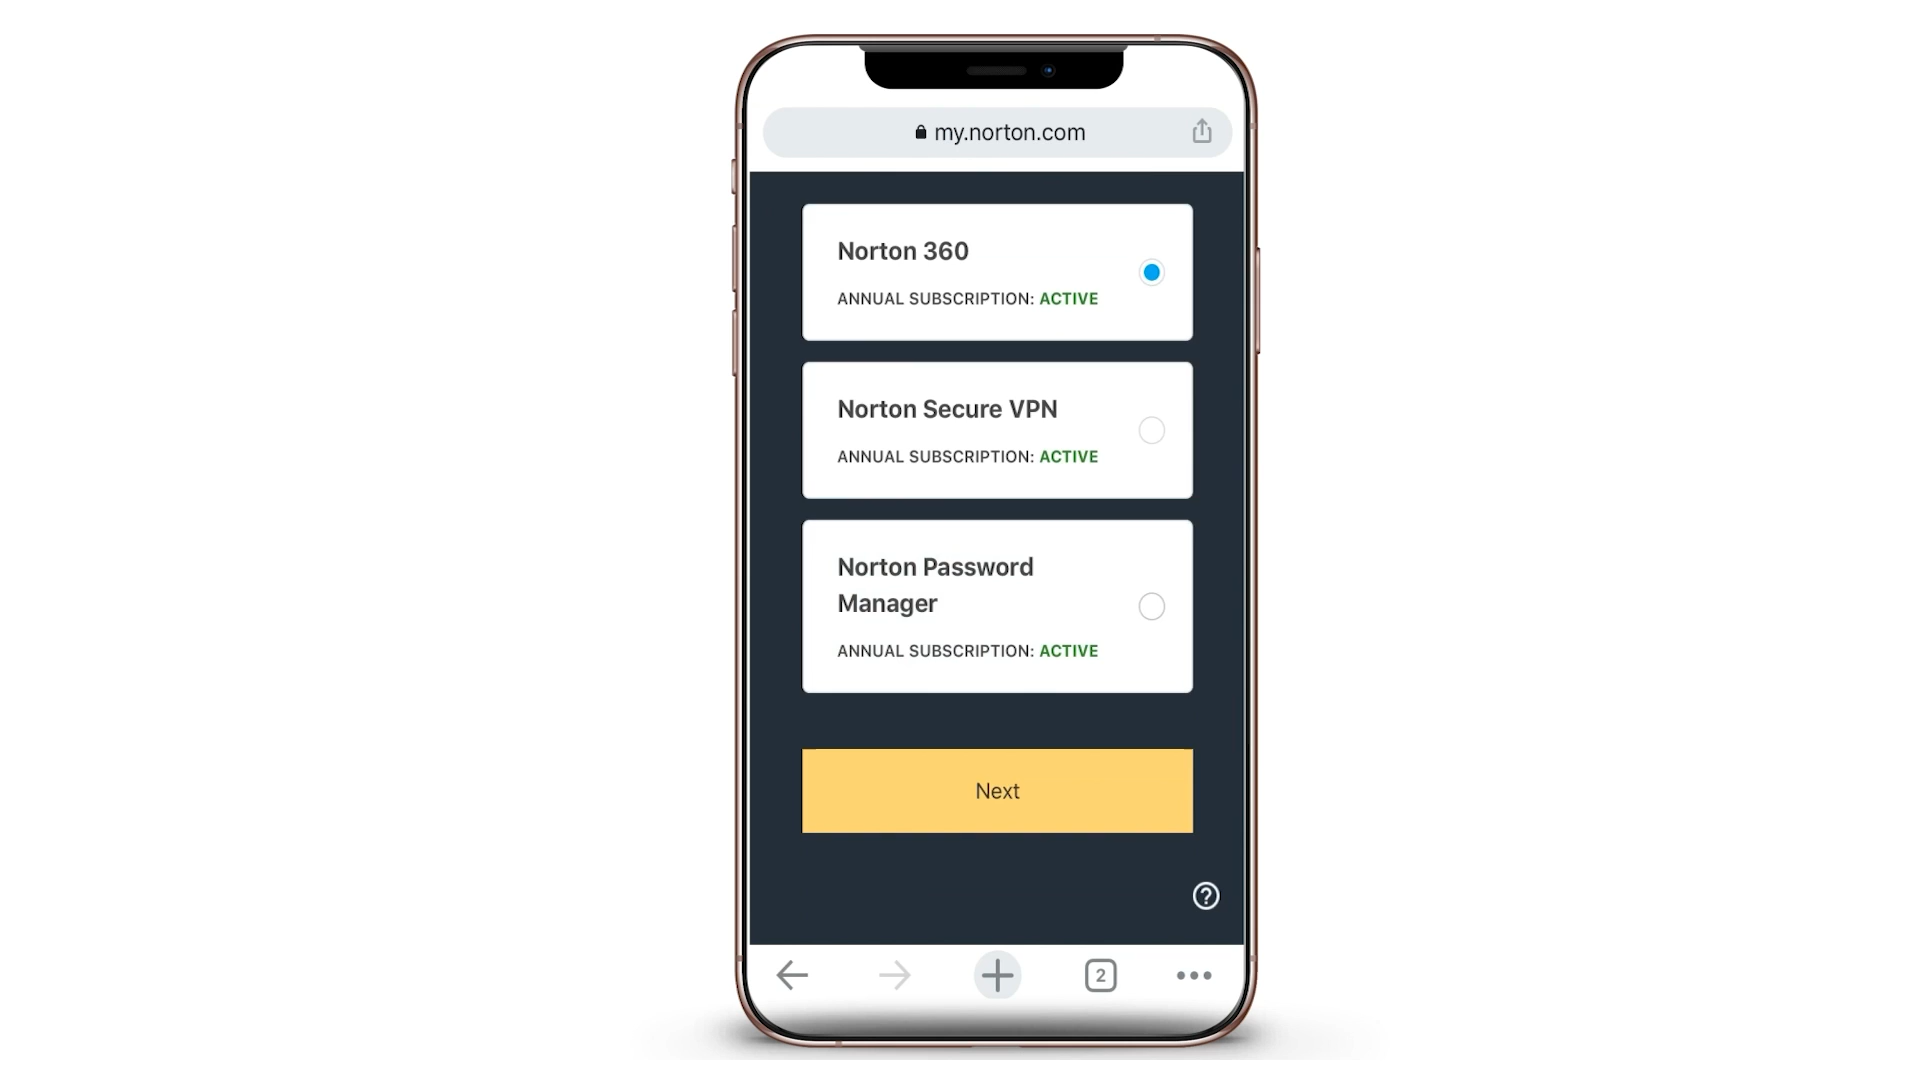 my.norton.com
Norton 360
ANNUAL SUBSCRIPTION: ACTIVE
Norton Secure VPN
ANNUAL SUBSCRIPTION: ACTIVE
Norton Password
Manager
ANNUAL SUBSCRIPTION: ACTIVE
Next
?
2